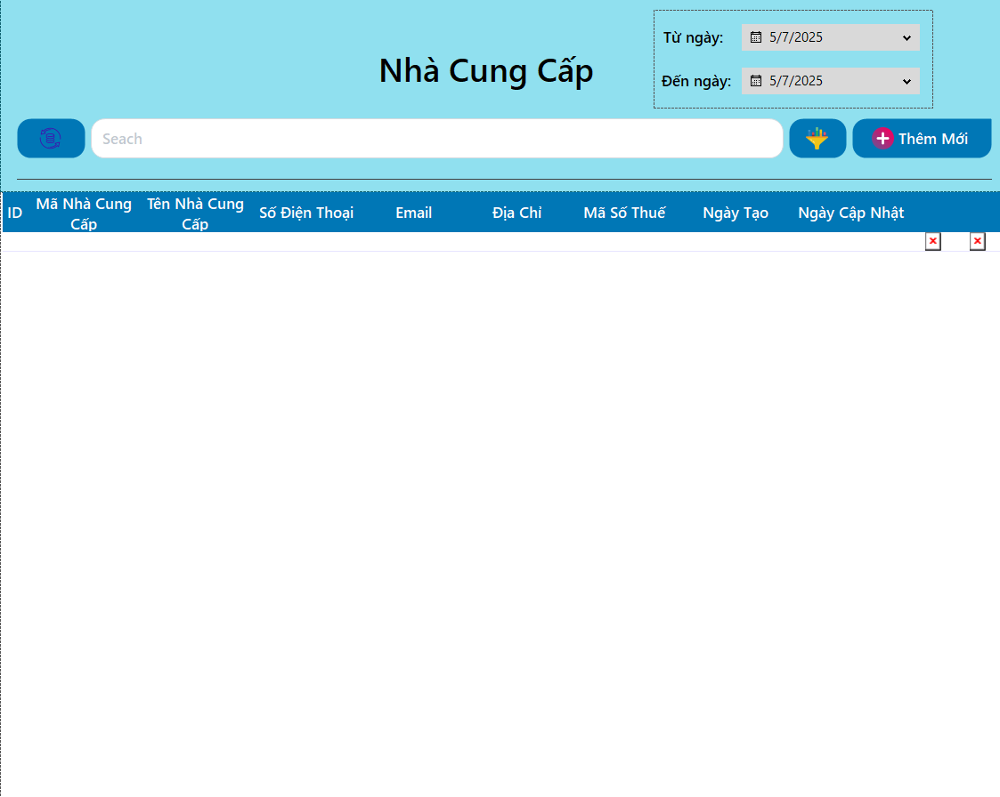 Từ ngày:
5/7/2025
Nhà Cung Cấp
Đến ngày:
5/7/2025
Seach
Thêm Mới
ID
Mã Nhà Cung
Cấp
Tên Nhà Cung
Cấp
Số Điện Thoại
Email
Địa Chỉ
Mã Số Thuế
Ngày Tạo
Ngày Cập Nhật